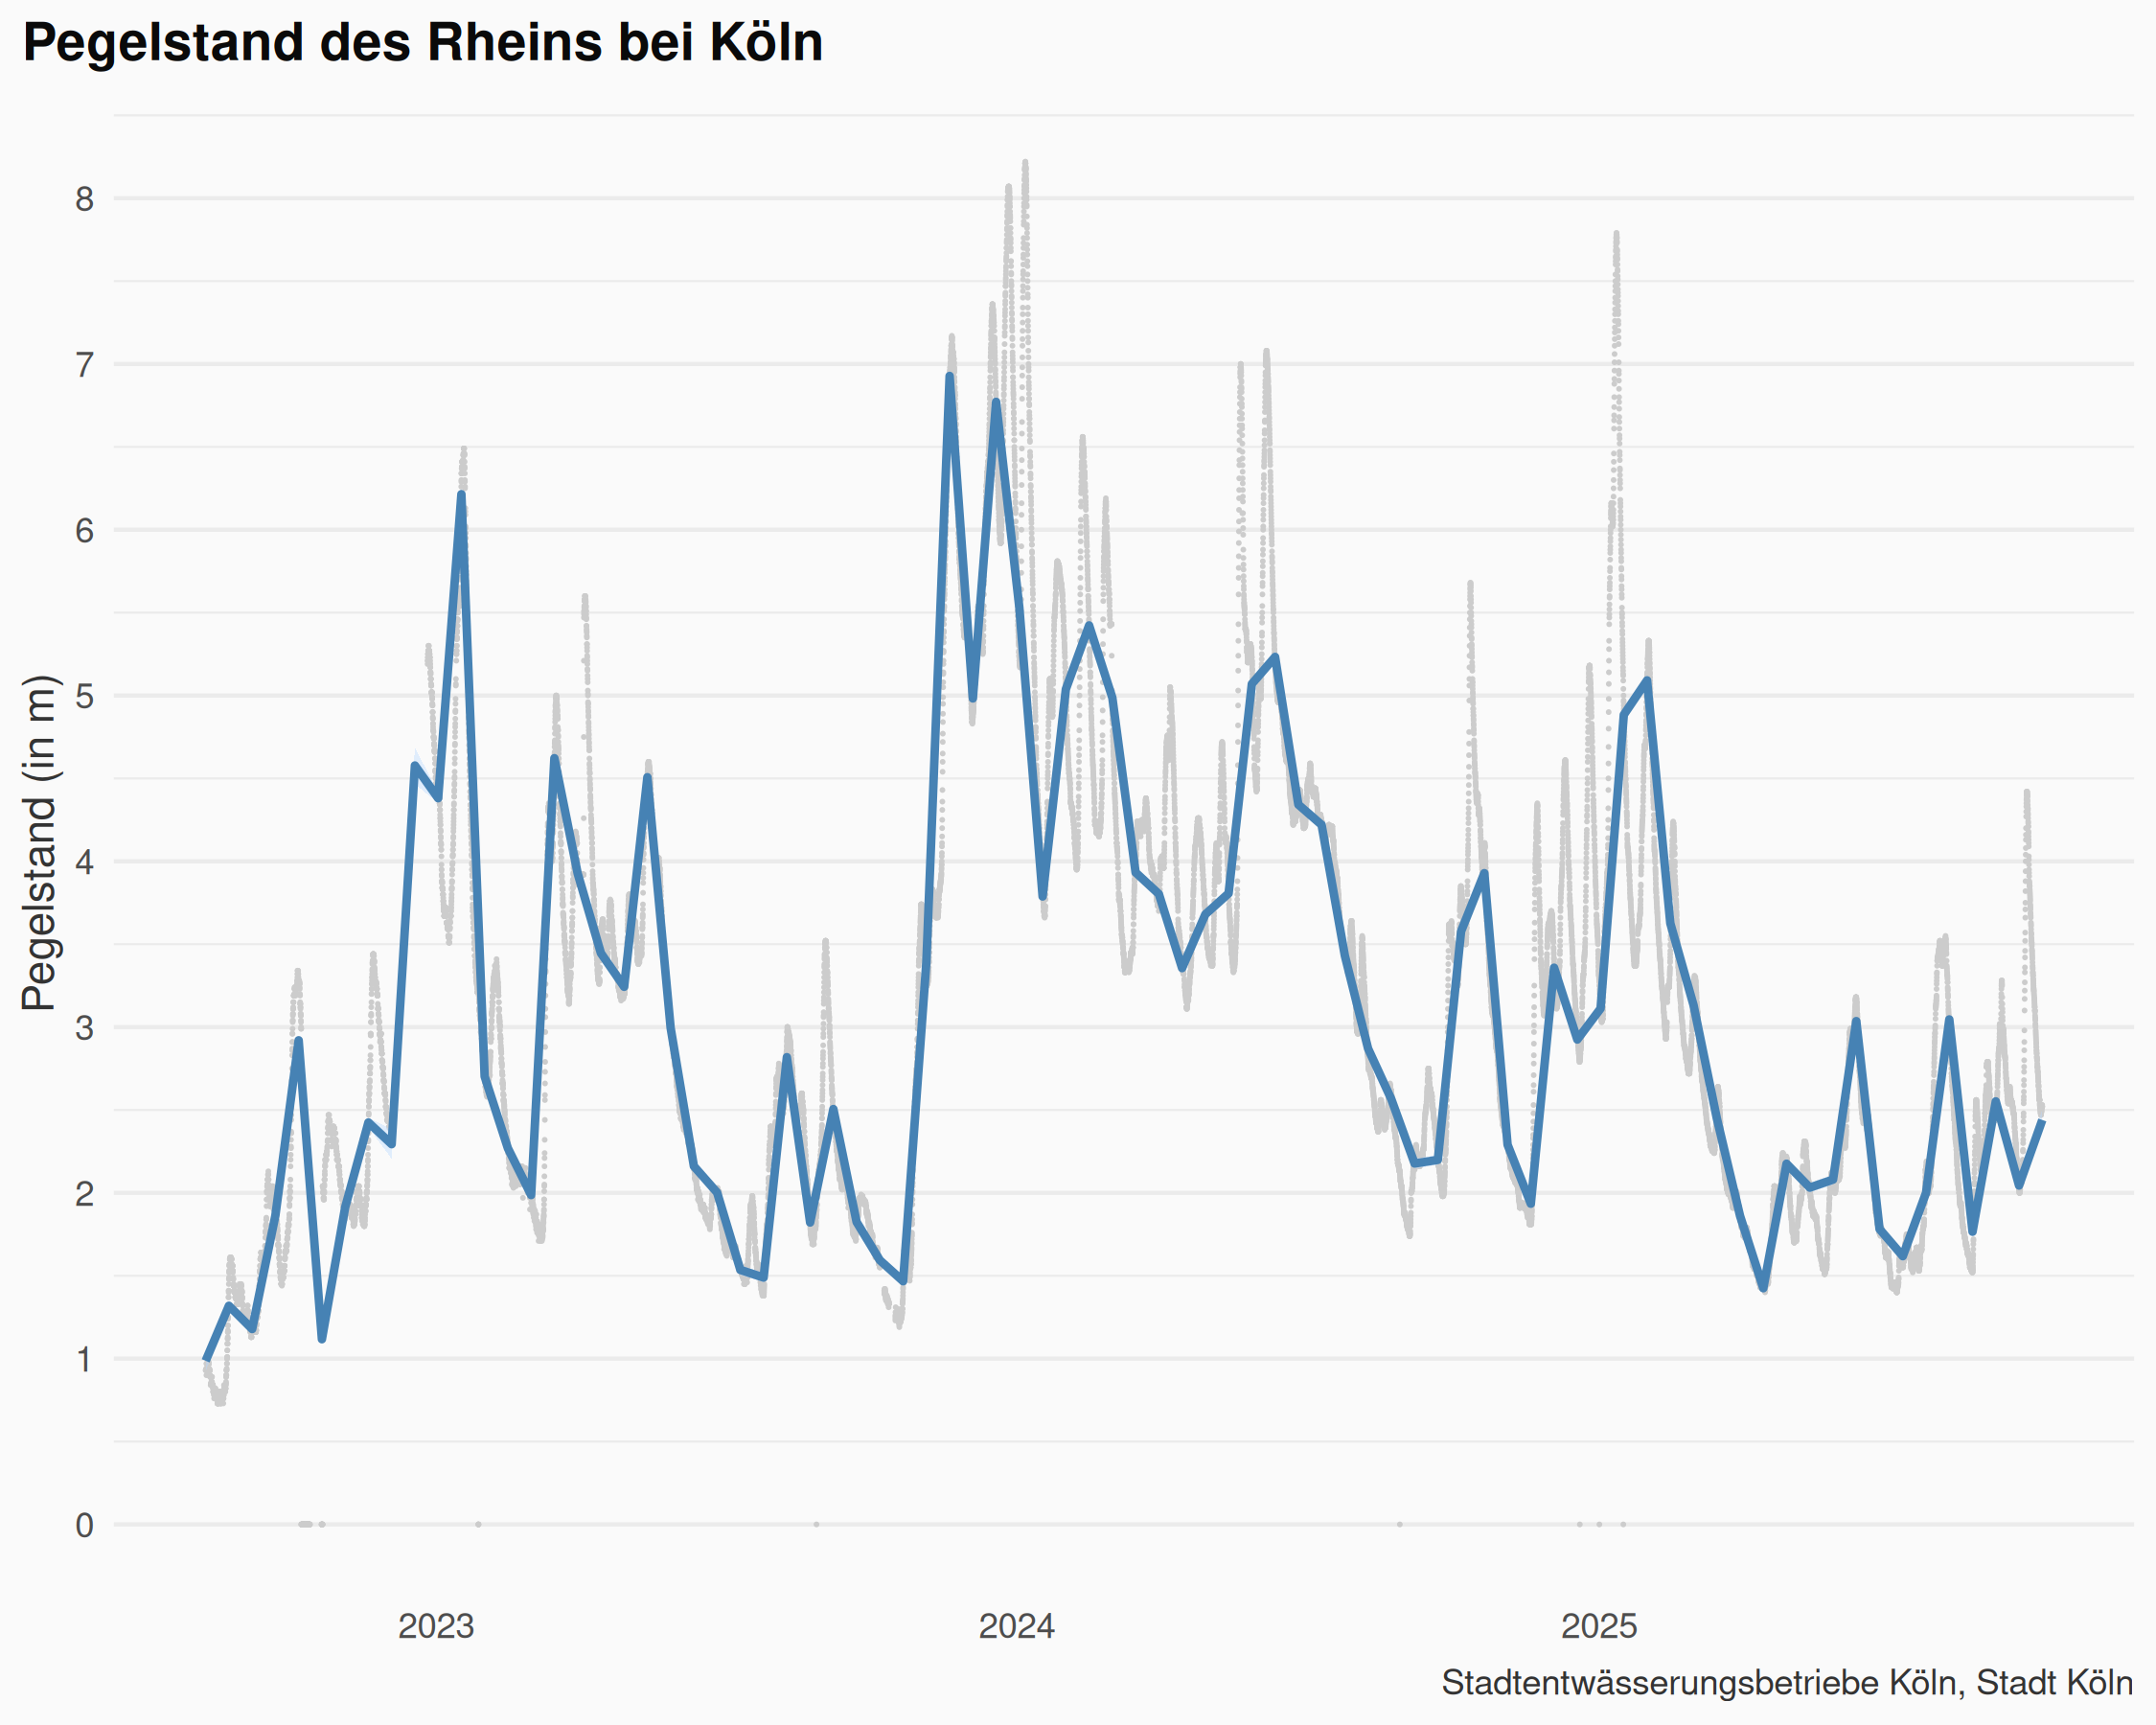 Pegelstand des Rheins bei Köln
Pegelstand (in m)
8
7
6
5
4
3
2
1
0
2023 2024 2025
Stadtentwässerungsbetriebe Köln, Stadt Köln